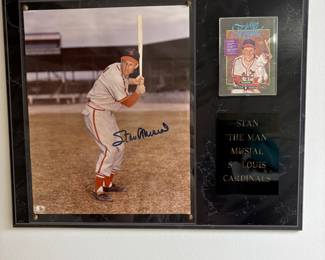 Stan Musial
STAN
"THE MAN"
MUSIAL
ST LOUIS
CARDINALS